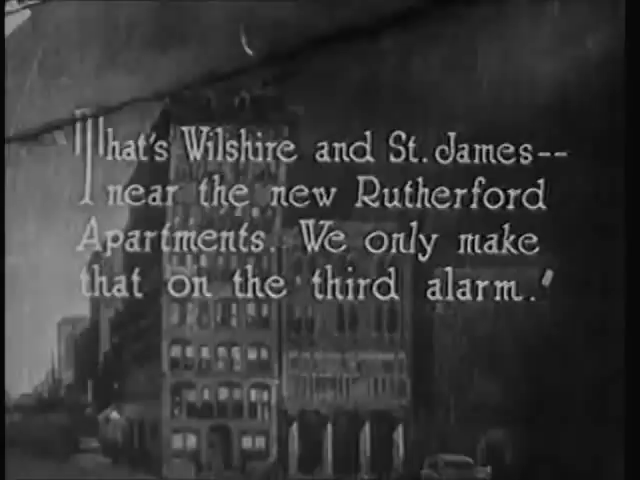 "That's Wilshire and St. James--
near the new Rutherford
Apartments. We only make
that on the third alarm."